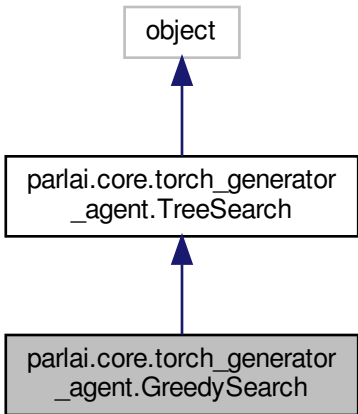 object
parlai.core.torch_generator
_agent.TreeSearch
parlai.core.torch_generator
_agent.GreedySearch